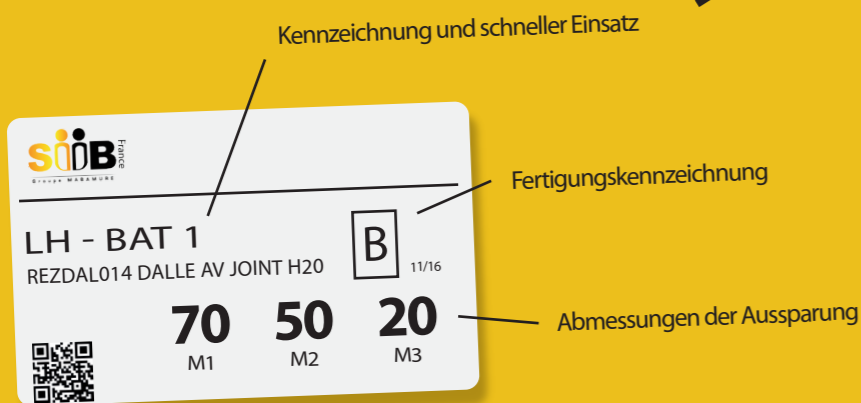 Kennzeichnung und schneller Einsatz
SiiB
France
Groupe MABAMURE
Fertigungskennzeichnung
LH - BAT 1
B
11/16
REZDAL014 DALLE AV JOINT H20
70 50 20
M1 M2 M3
Abmessungen der Aussparung